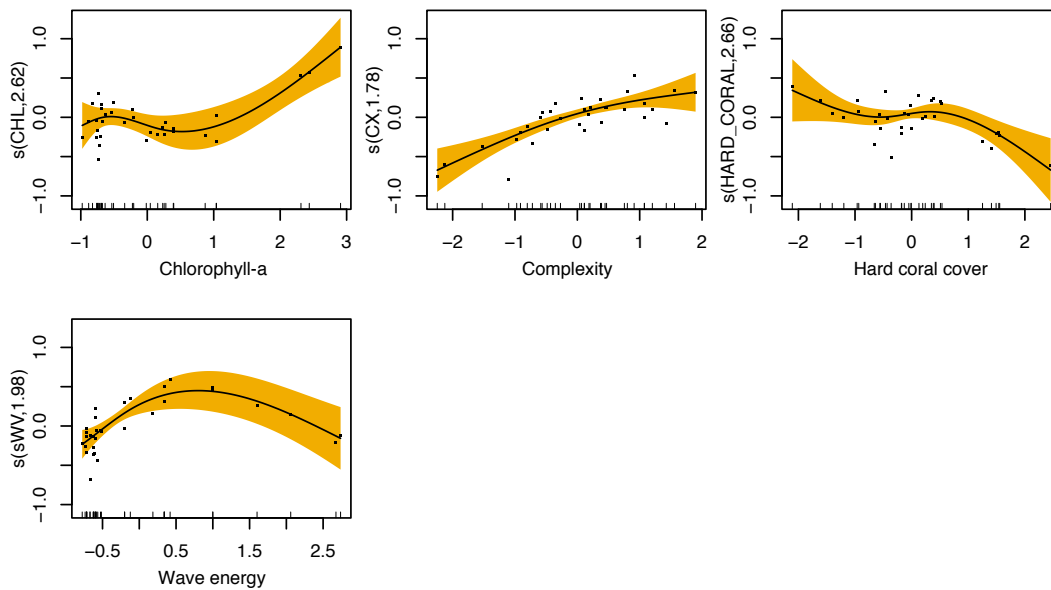 s(CHL,2.62)
1.0
0.0
−1.0
−1 0 1 2 3
Chlorophyll-a
s(CX,1.78)
1.0
0.0
−1.0
−2 −1 0 1 2
Complexity
s(HARD_CORAL,2.66)
1.0
0.0
−1.0
−2 −1 0 1 2
Hard coral cover
s(sWV,1.98)
1.0
0.0
−1.0
−0.5 0.5 1.5 2.5
Wave energy